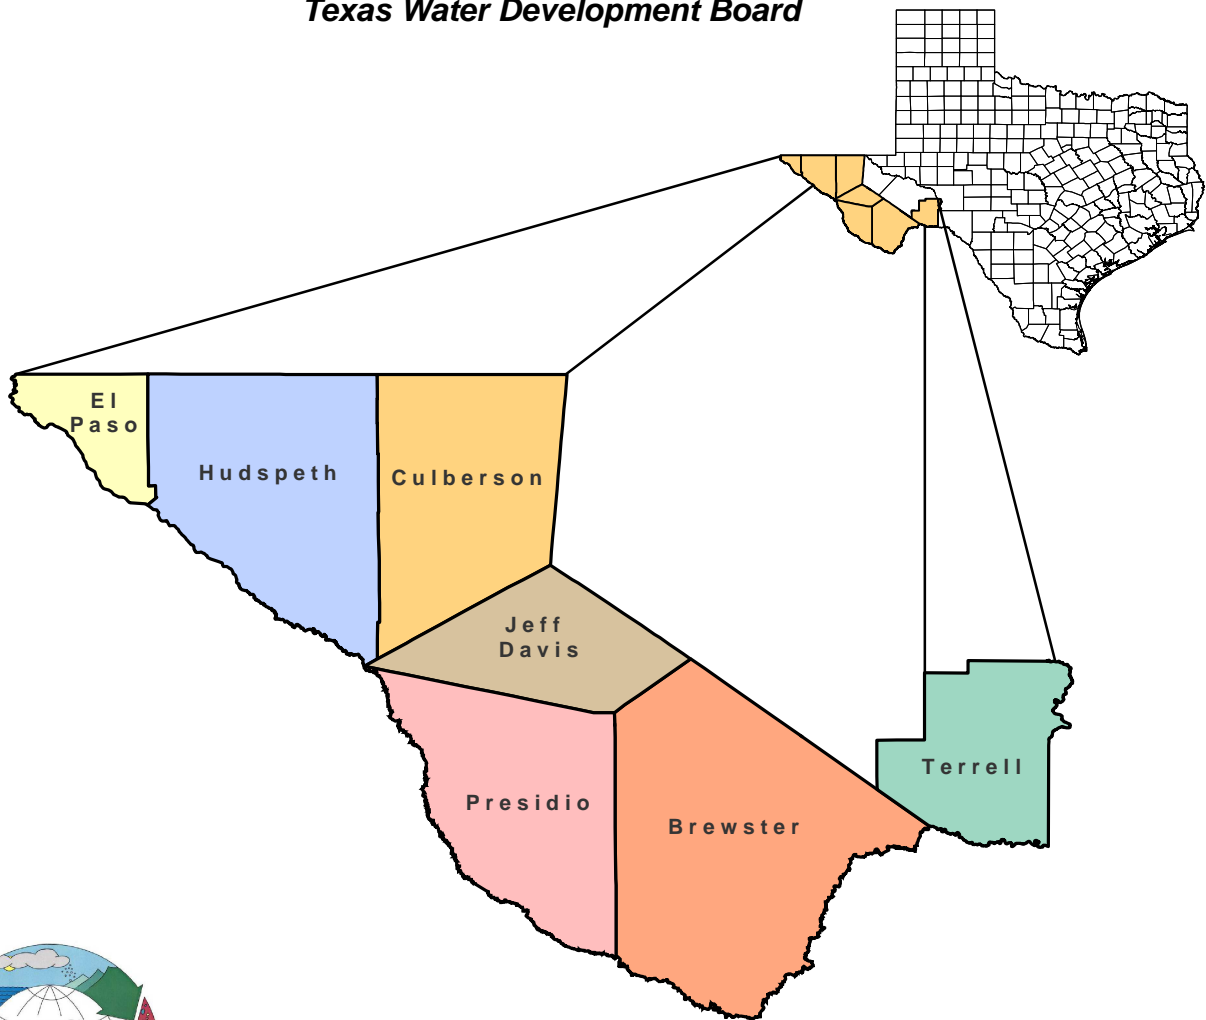 Texas Water Development Board
El
Paso
Hudspeth
Culberson
Jeff
Davis
Terrell
Presidio
Brewster